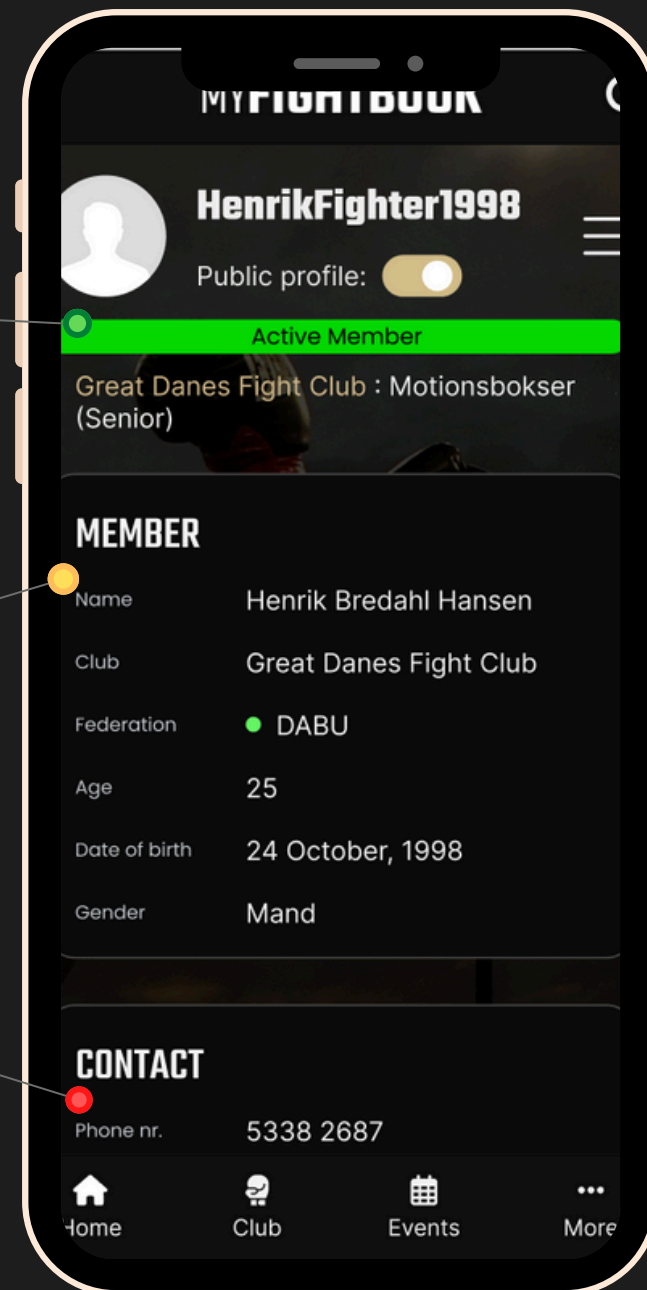 MYFIGHTBOOK
HenrikFighter1998
Public profile:
Active Member
Great Danes Fight Club : Motionsbokser
(Senior)
MEMBER
Name Henrik Bredahl Hansen
Club Great Danes Fight Club
Federation DABU
Age 25
Date of birth 24 October, 1998
Gender Mand
CONTACT
Phone nr. 5338 2687
Home Club Events More